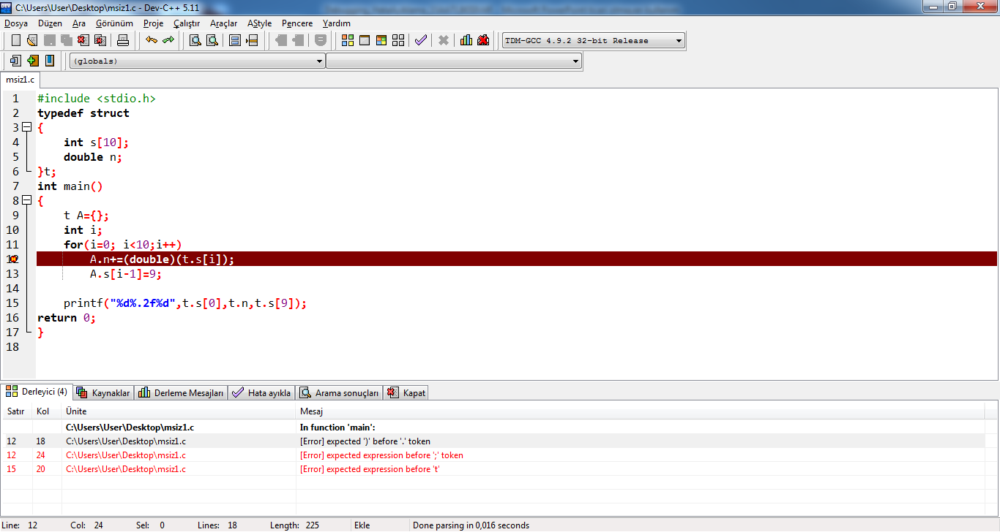 C:\Users\User\Desktop\msiz1.c - Dev-C++ 5.11
Dosya Düzen Ara Görünüm Proje Çalıştır Araçlar AStyle Pencere Yardım
TDM-GCC 4.9.2 32-bit Release
(globals)
msiz1.c
1 #include <stdio.h>
2 typedef struct
3 {
4 int s[10];
5 double n;
6 }t;
7 int main()
8 {
9 t A={};
10 int i;
11 for(i=0; i<10;i++)
12 A.n+=(double)(t.s[i]);
13 A.s[i-1]=9;
14
15 printf("%d%.2f%d",t.s[0],t.n,t.s[9]);
16 return 0;
17 }
18
Derleyici (4) Kaynaklar Derleme Mesajları Hata ayıkla Arama sonuçları Kapat
Satır Kol Ünite Mesaj
C:\Users\User\Desktop\msiz1.c In function 'main':
12 18 C:\Users\User\Desktop\msiz1.c [Error] expected ')' before '.' token
12 24 C:\Users\User\Desktop\msiz1.c [Error] expected expression before ';' token
15 20 C:\Users\User\Desktop\msiz1.c [Error] expected expression before 't'
Line: 12 Col: 24 Sel: 0 Lines: 18 Length: 225 Ekle Done parsing in 0,016 seconds